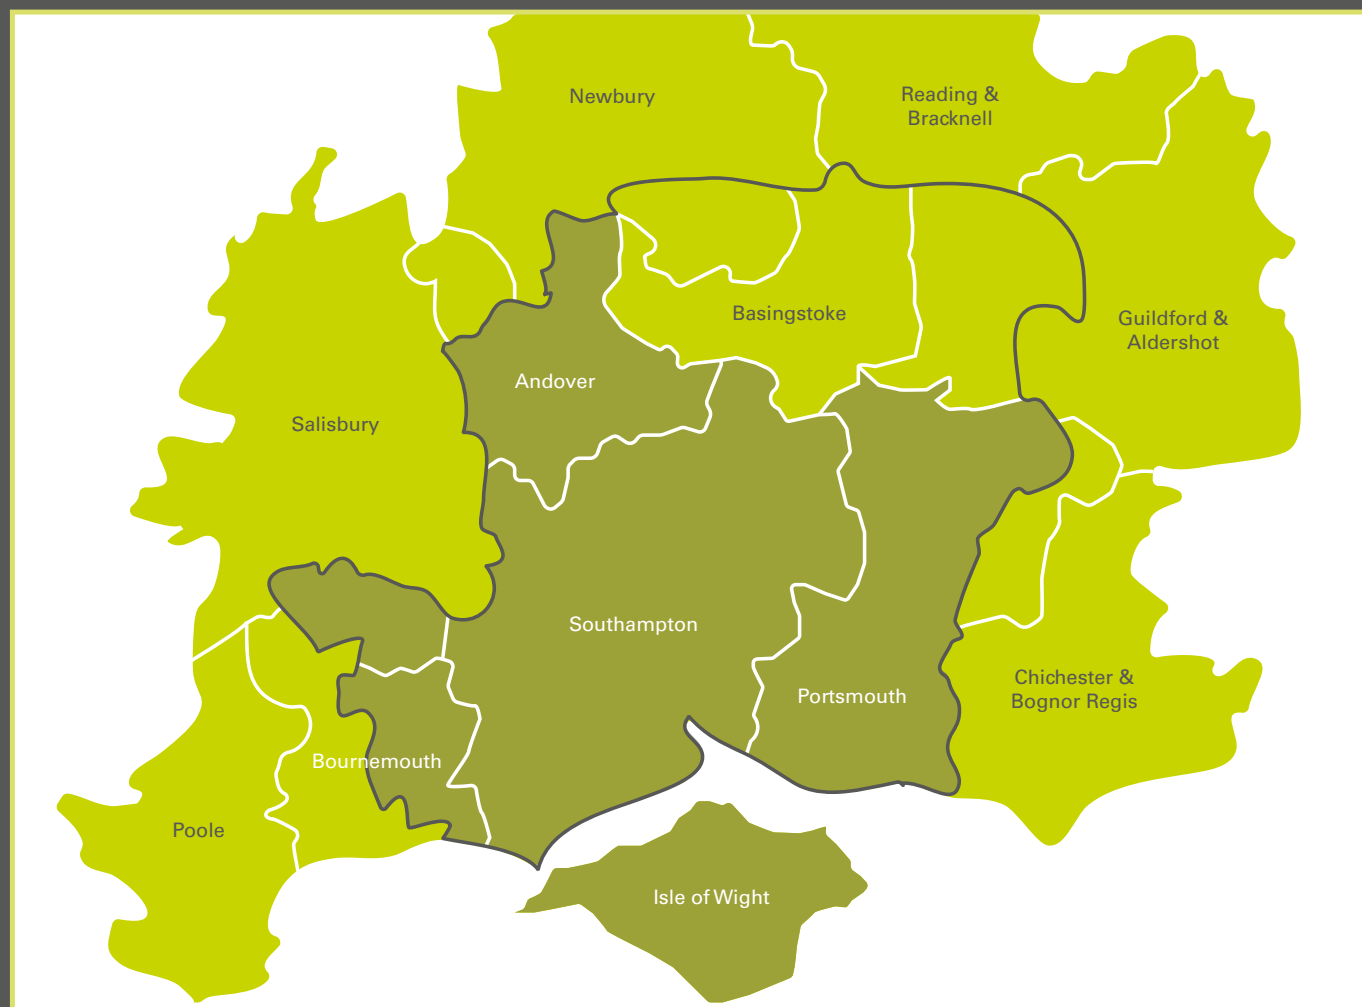 Newbury
Reading &
Bracknell
Basingstoke
Guildford &
Aldershot
Andover
Salisbury
Southampton
Portsmouth
Chichester &
Bognor Regis
Bournemouth
Poole
Isle of Wight